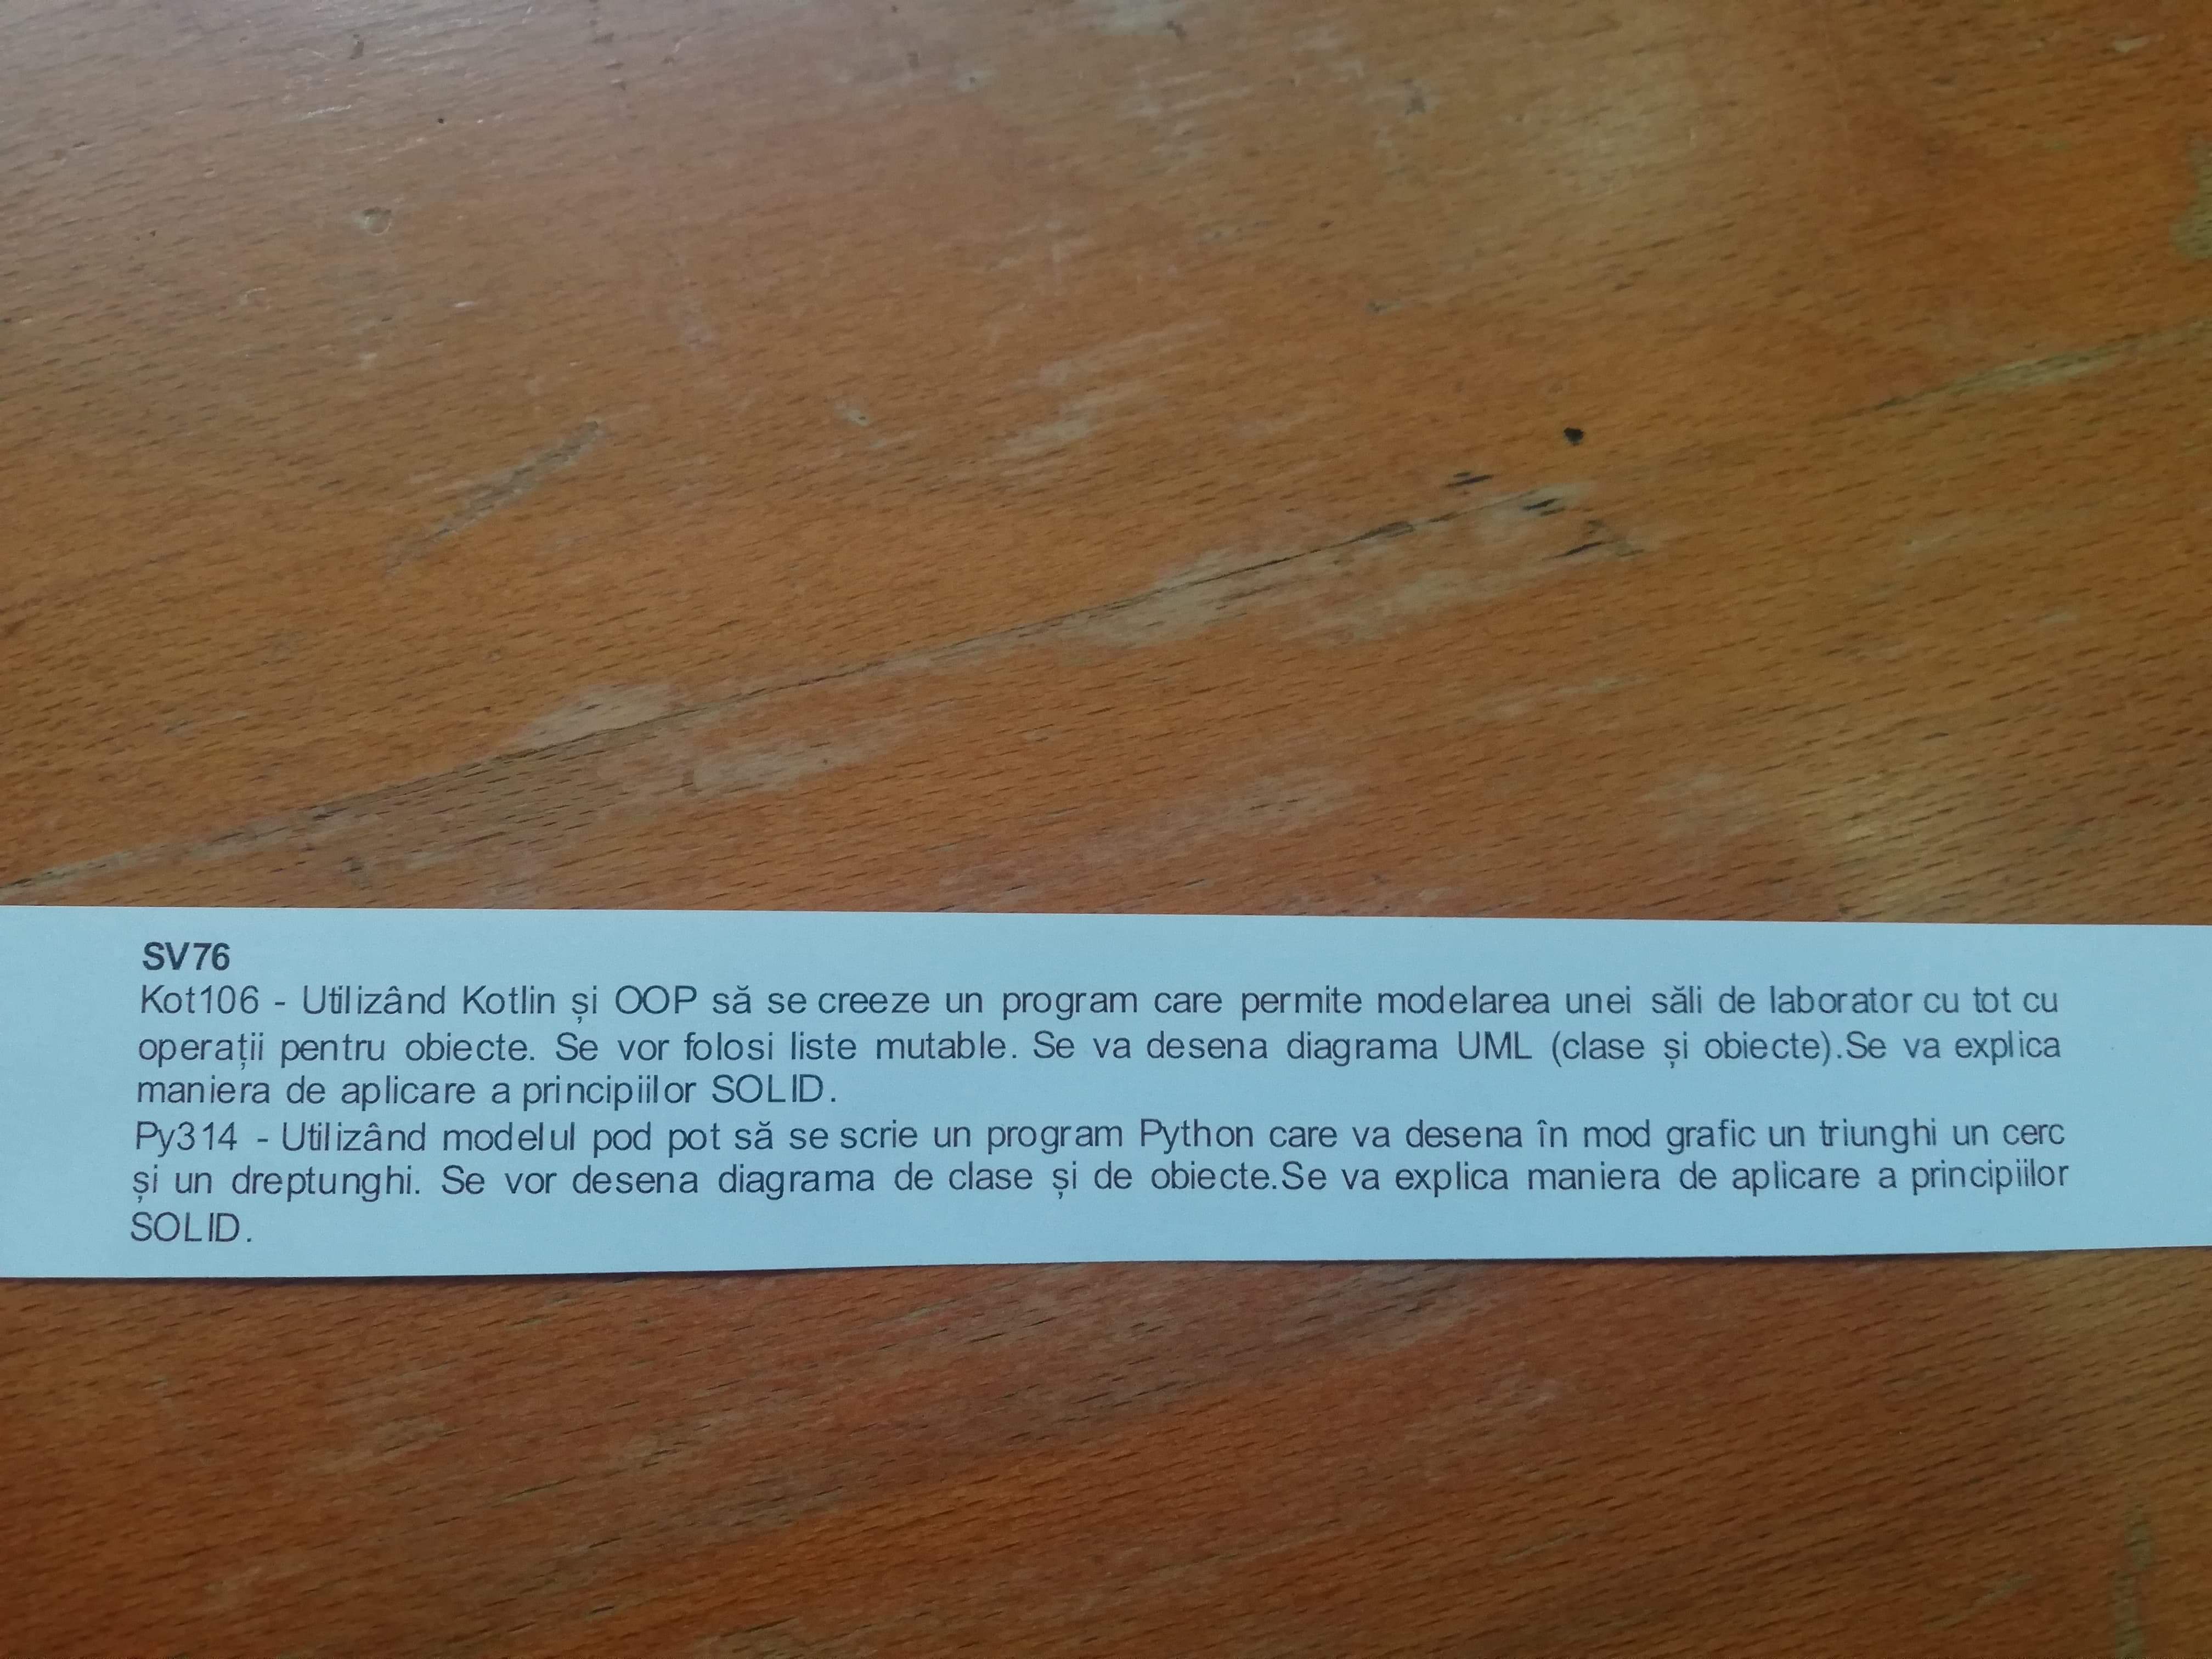 SV76
Kot106 - Utilizând Kotlin și OOP să se creeze un program care permite modelarea unei săli de laborator cu tot cu
operații pentru obiecte. Se vor folosi liste mutable. Se va desena diagrama UML (clase și obiecte).Se va explica
maniera de aplicare a principiilor SOLID.
Py314 - Utilizând modelul pod pot să se scrie un program Python care va desena în mod grafic un triunghi un cerc
și un dreptunghi. Se vor desena diagrama de clase și de obiecte.Se va explica maniera de aplicare a principiilor
SOLID.